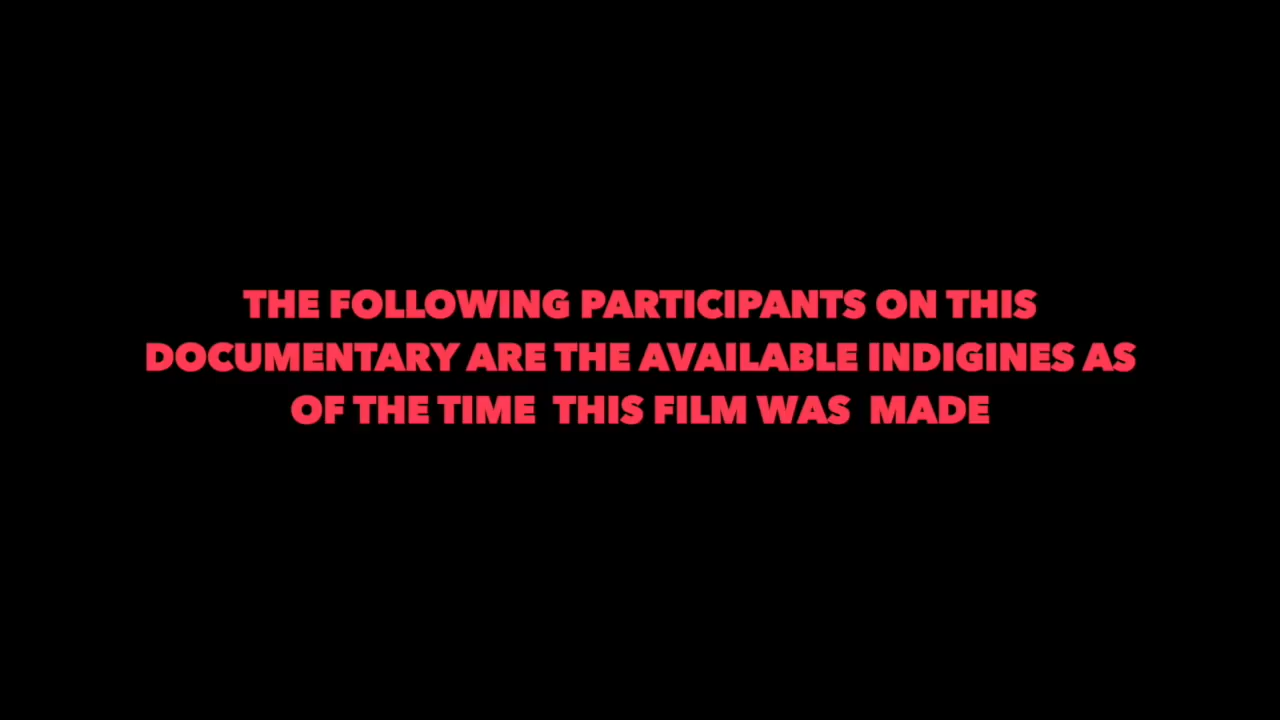 THE FOLLOWING PARTICIPANTS ON THIS
DOCUMENTARY ARE THE AVAILABLE INDIGINES AS
OF THE TIME  THIS FILM WAS  MADE